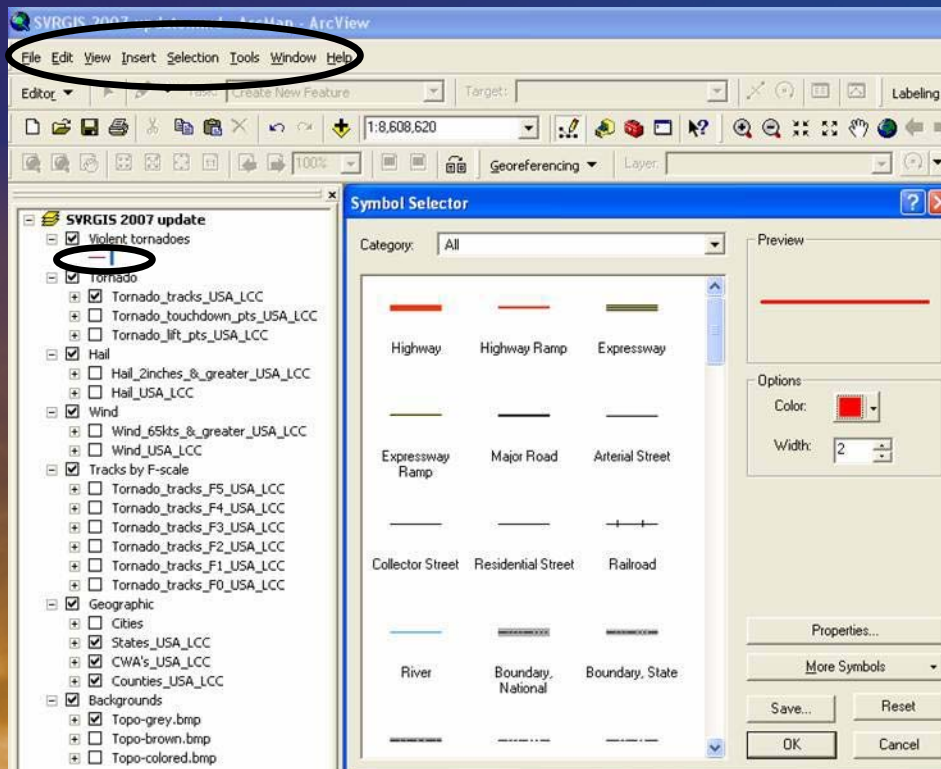 SVRGIS 2007 update.mxd - ArcMap - ArcView
File Edit View Insert Selection Tools Window Help
Editor Task: Create New Feature Target: Labeling
1:8,608,620
100% Georeferencing Layer:
SVRGIS 2007 update
Violent tornadoes
Tornado
Tornado_tracks_USA_LCC
Tornado_touchdown_pts_USA_LCC
Tornado_lift_pts_USA_LCC
Hail
Hail_2inches_&_greater_USA_LCC
Hail_USA_LCC
Wind
Wind_65kts_&_greater_USA_LCC
Wind_USA_LCC
Tracks by F-scale
Tornado_tracks_F5_USA_LCC
Tornado_tracks_F4_USA_LCC
Tornado_tracks_F3_USA_LCC
Tornado_tracks_F2_USA_LCC
Tornado_tracks_F1_USA_LCC
Tornado_tracks_F0_USA_LCC
Geographic
Cities
States_USA_LCC
CWA's_USA_LCC
Counties_USA_LCC
Backgrounds
Topo-grey.bmp
Topo-brown.bmp
Topo-colored.bmp
Symbol Selector
Category: All
Highway Highway Ramp Expressway
Expressway Major Road Arterial Street
Ramp
Collector Street Residential Street Railroad
River Boundary, Boundary, State
National
Preview
Options
Color:
Width: 2
Properties...
More Symbols
Save... Reset
OK Cancel